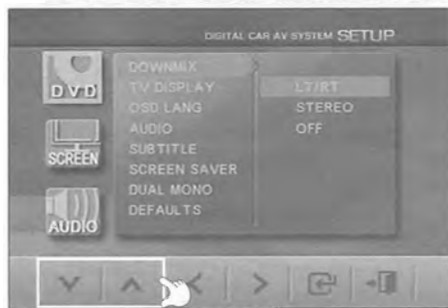 DIGITAL CAR AV SYSTEM SETUP
DVD
SCREEN
AUDIO
DOWNMIX
TV DISPLAY
OSD LANG
AUDIO
SUBTITLE
SCREEN SAVER
DUAL MONO
DEFAULTS
LT/RT
STEREO
OFF